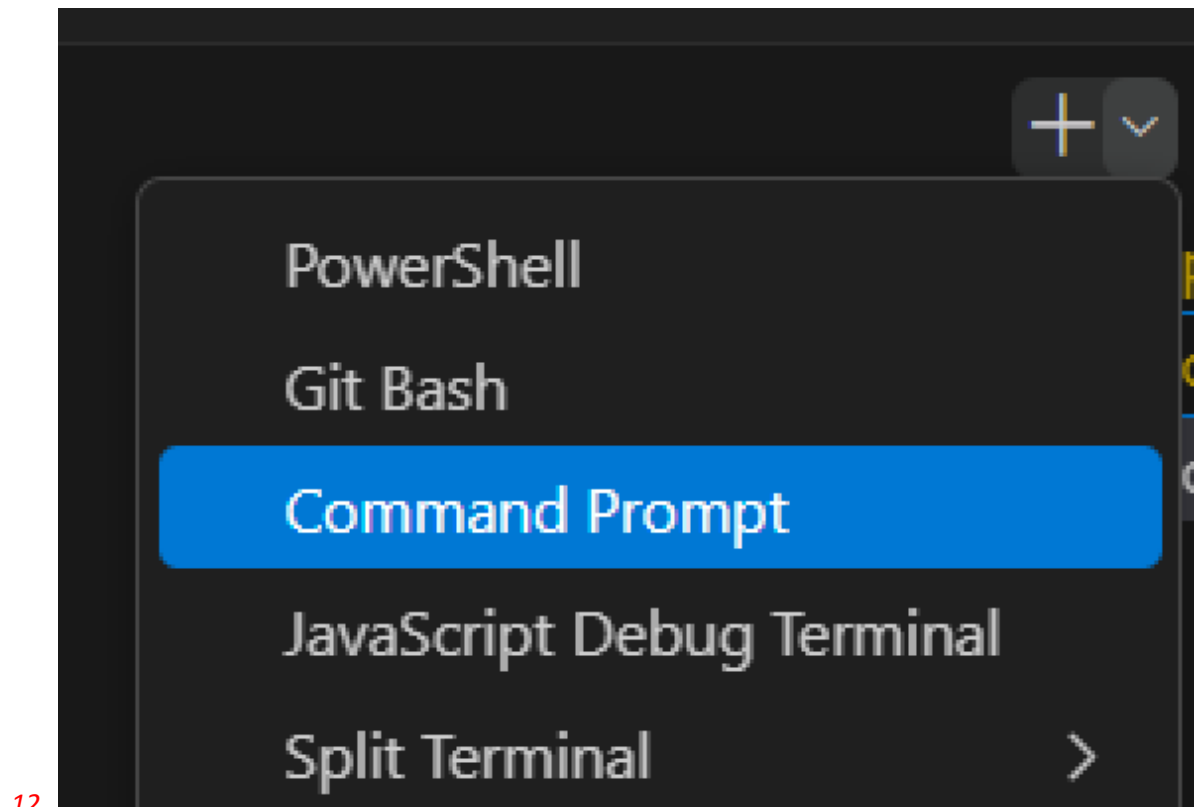 PowerShell
Git Bash
Command Prompt
JavaScript Debug Terminal
Split Terminal
12